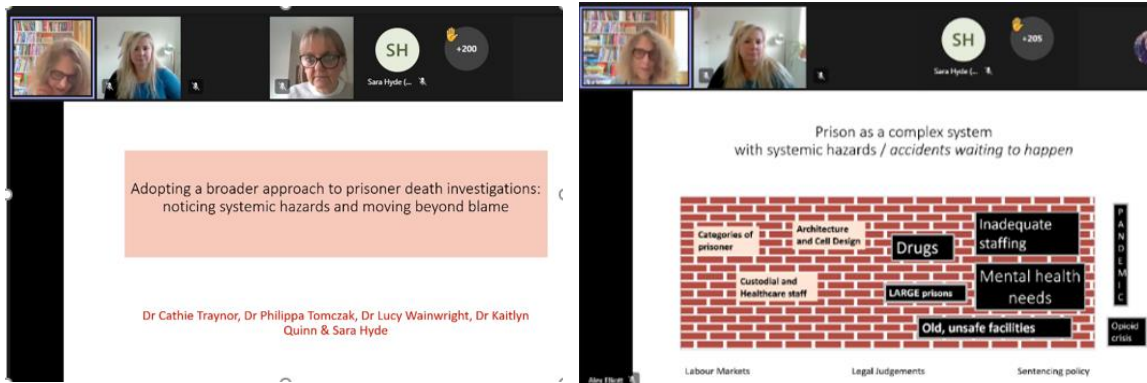 SH
+200
Sara Hyde (...
Adopting a broader approach to prisoner death investigations:
noticing systemic hazards and moving beyond blame
Dr Cathie Traynor, Dr Philippa Tomczak, Dr Lucy Wainwright, Dr Kaitlyn
Quinn & Sara Hyde
SH
+205
Sara Hyde (...
Prison as a complex system
with systemic hazards / accidents waiting to happen
Categories of
prisoner
Architecture
and Cell Design
Drugs
Inadequate
staffing
Custodial and
Healthcare staff
LARGE prisons
Mental health
needs
Old, unsafe facilities
PANDEMIC
Opioid
crisis
Labour Markets
Legal Judgements
Sentencing policy
Alex Elliott